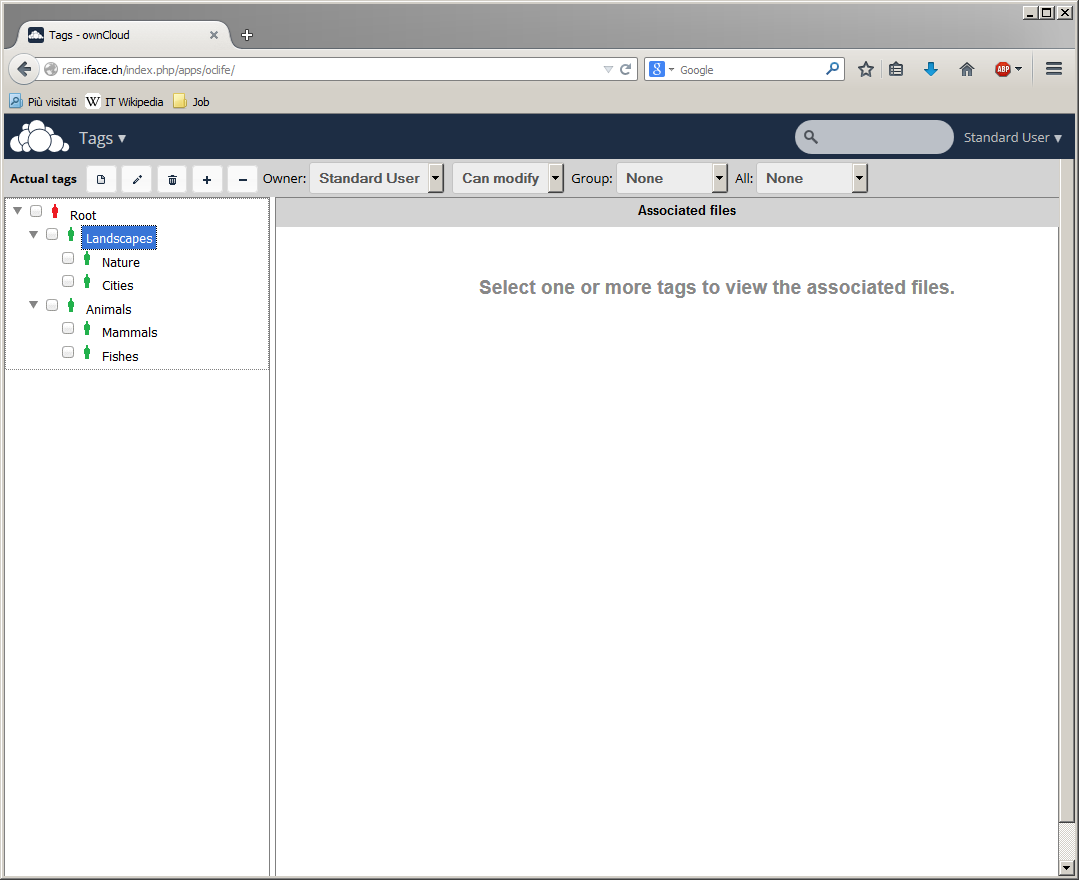 Tags - ownCloud
rem.iface.ch/index.php/apps/oclife/
8 Google
ABP
Più visitati W IT Wikipedia Job
Tags ▾ Standard User ▾
Actual tags + − Owner: Standard User Can modify Group: None All: None
Root
Associated files
Landscapes
Nature
Select one or more tags to view the associated files.
Cities
Animals
Mammals
Fishes